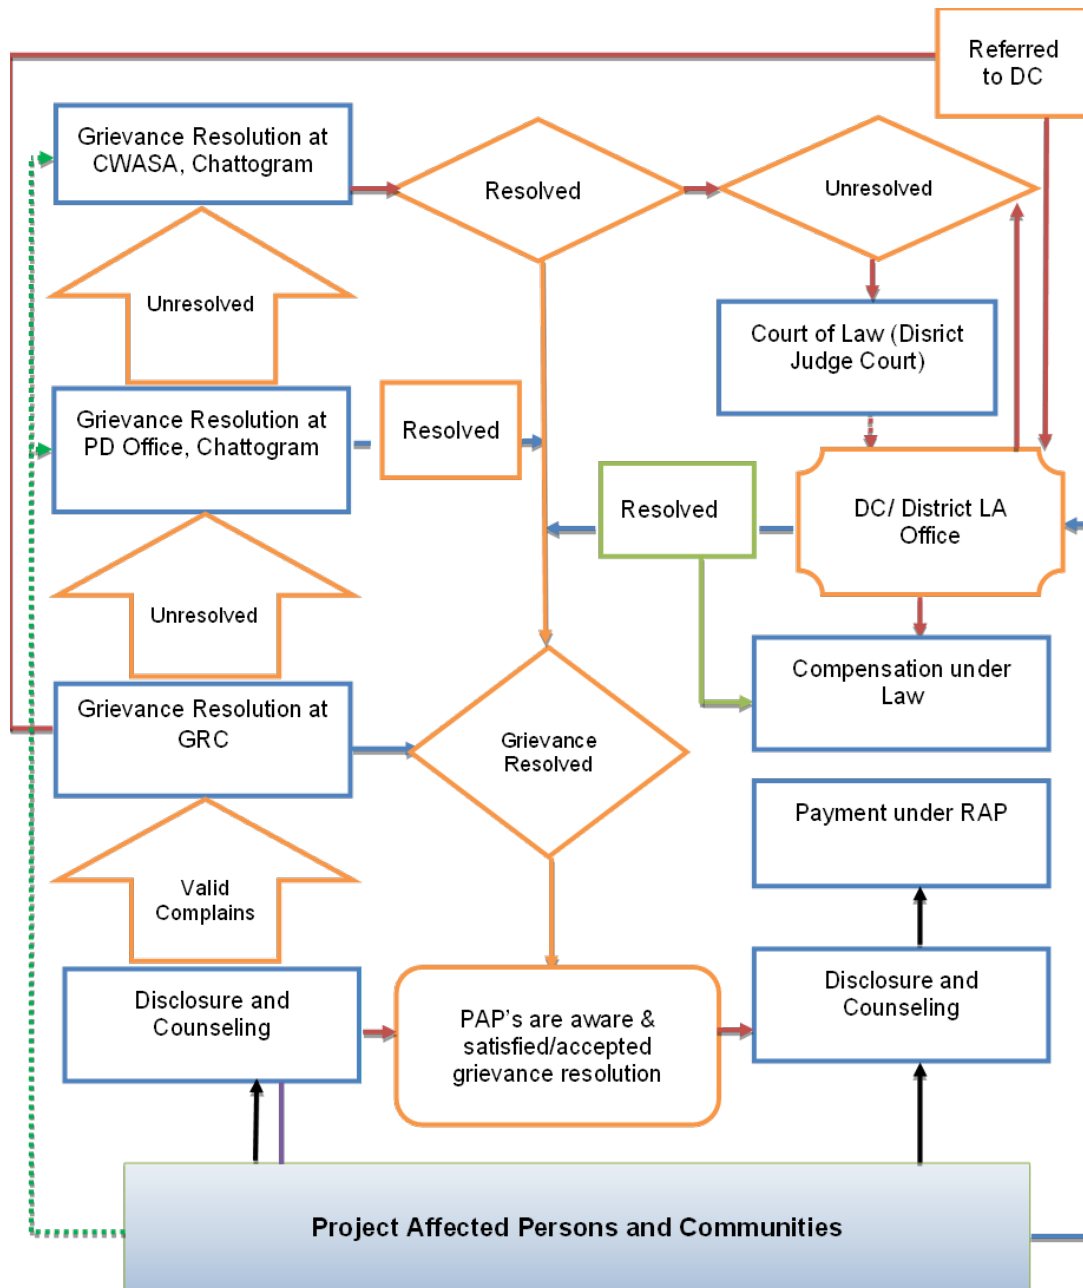 Referred
to DC
Grievance Resolution at
CWASA, Chattogram
Resolved
Unresolved
Unresolved
Court of Law (Disrict
Judge Court)
Grievance Resolution at
PD Office, Chattogram
Resolved
Resolved
DC/ District LA
Office
Unresolved
Grievance Resolution at
GRC
Compensation under
Law
Grievance
Resolved
Payment under RAP
Valid
Complains
Disclosure and
Counseling
PAP's are aware &
satisfied/accepted
grievance resolution
Disclosure and
Counseling
Project Affected Persons and Communities